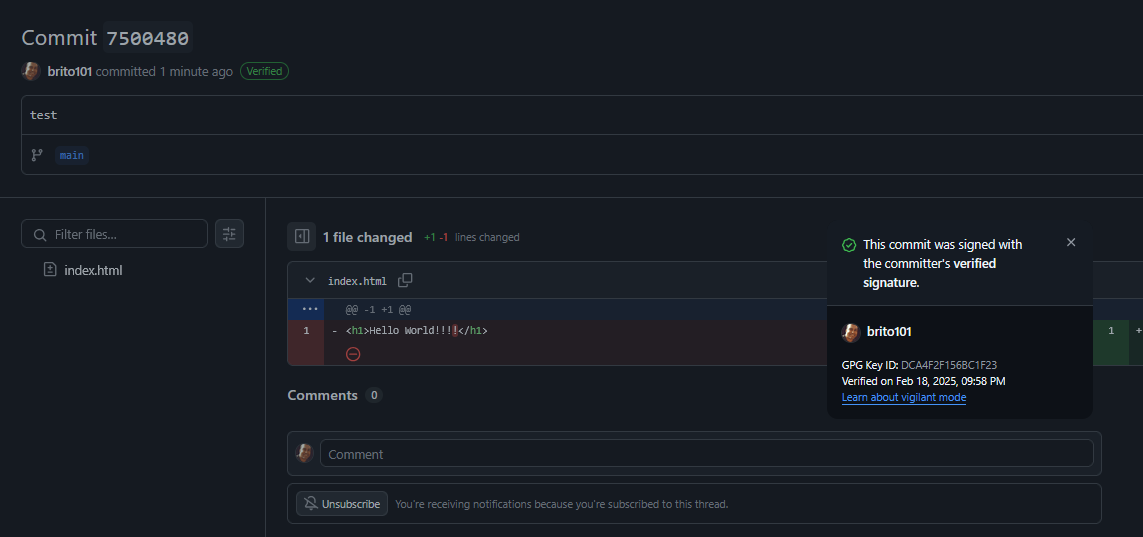 Commit 7500480
brito101 committed 1 minute ago Verified
test
main
Filter files...
index.html
1 file changed +1 -1 lines changed
index.html
@@ -1 +1 @@
1 - <h1>Hello World!!!!</h1>
1 +
This commit was signed with
the committer's verified
signature.
brito101
GPG Key ID: DCA4F2F156BC1F23
Verified on Feb 18, 2025, 09:58 PM
Learn about vigilant mode
Comments 0
Comment
Unsubscribe You're receiving notifications because you're subscribed to this thread.